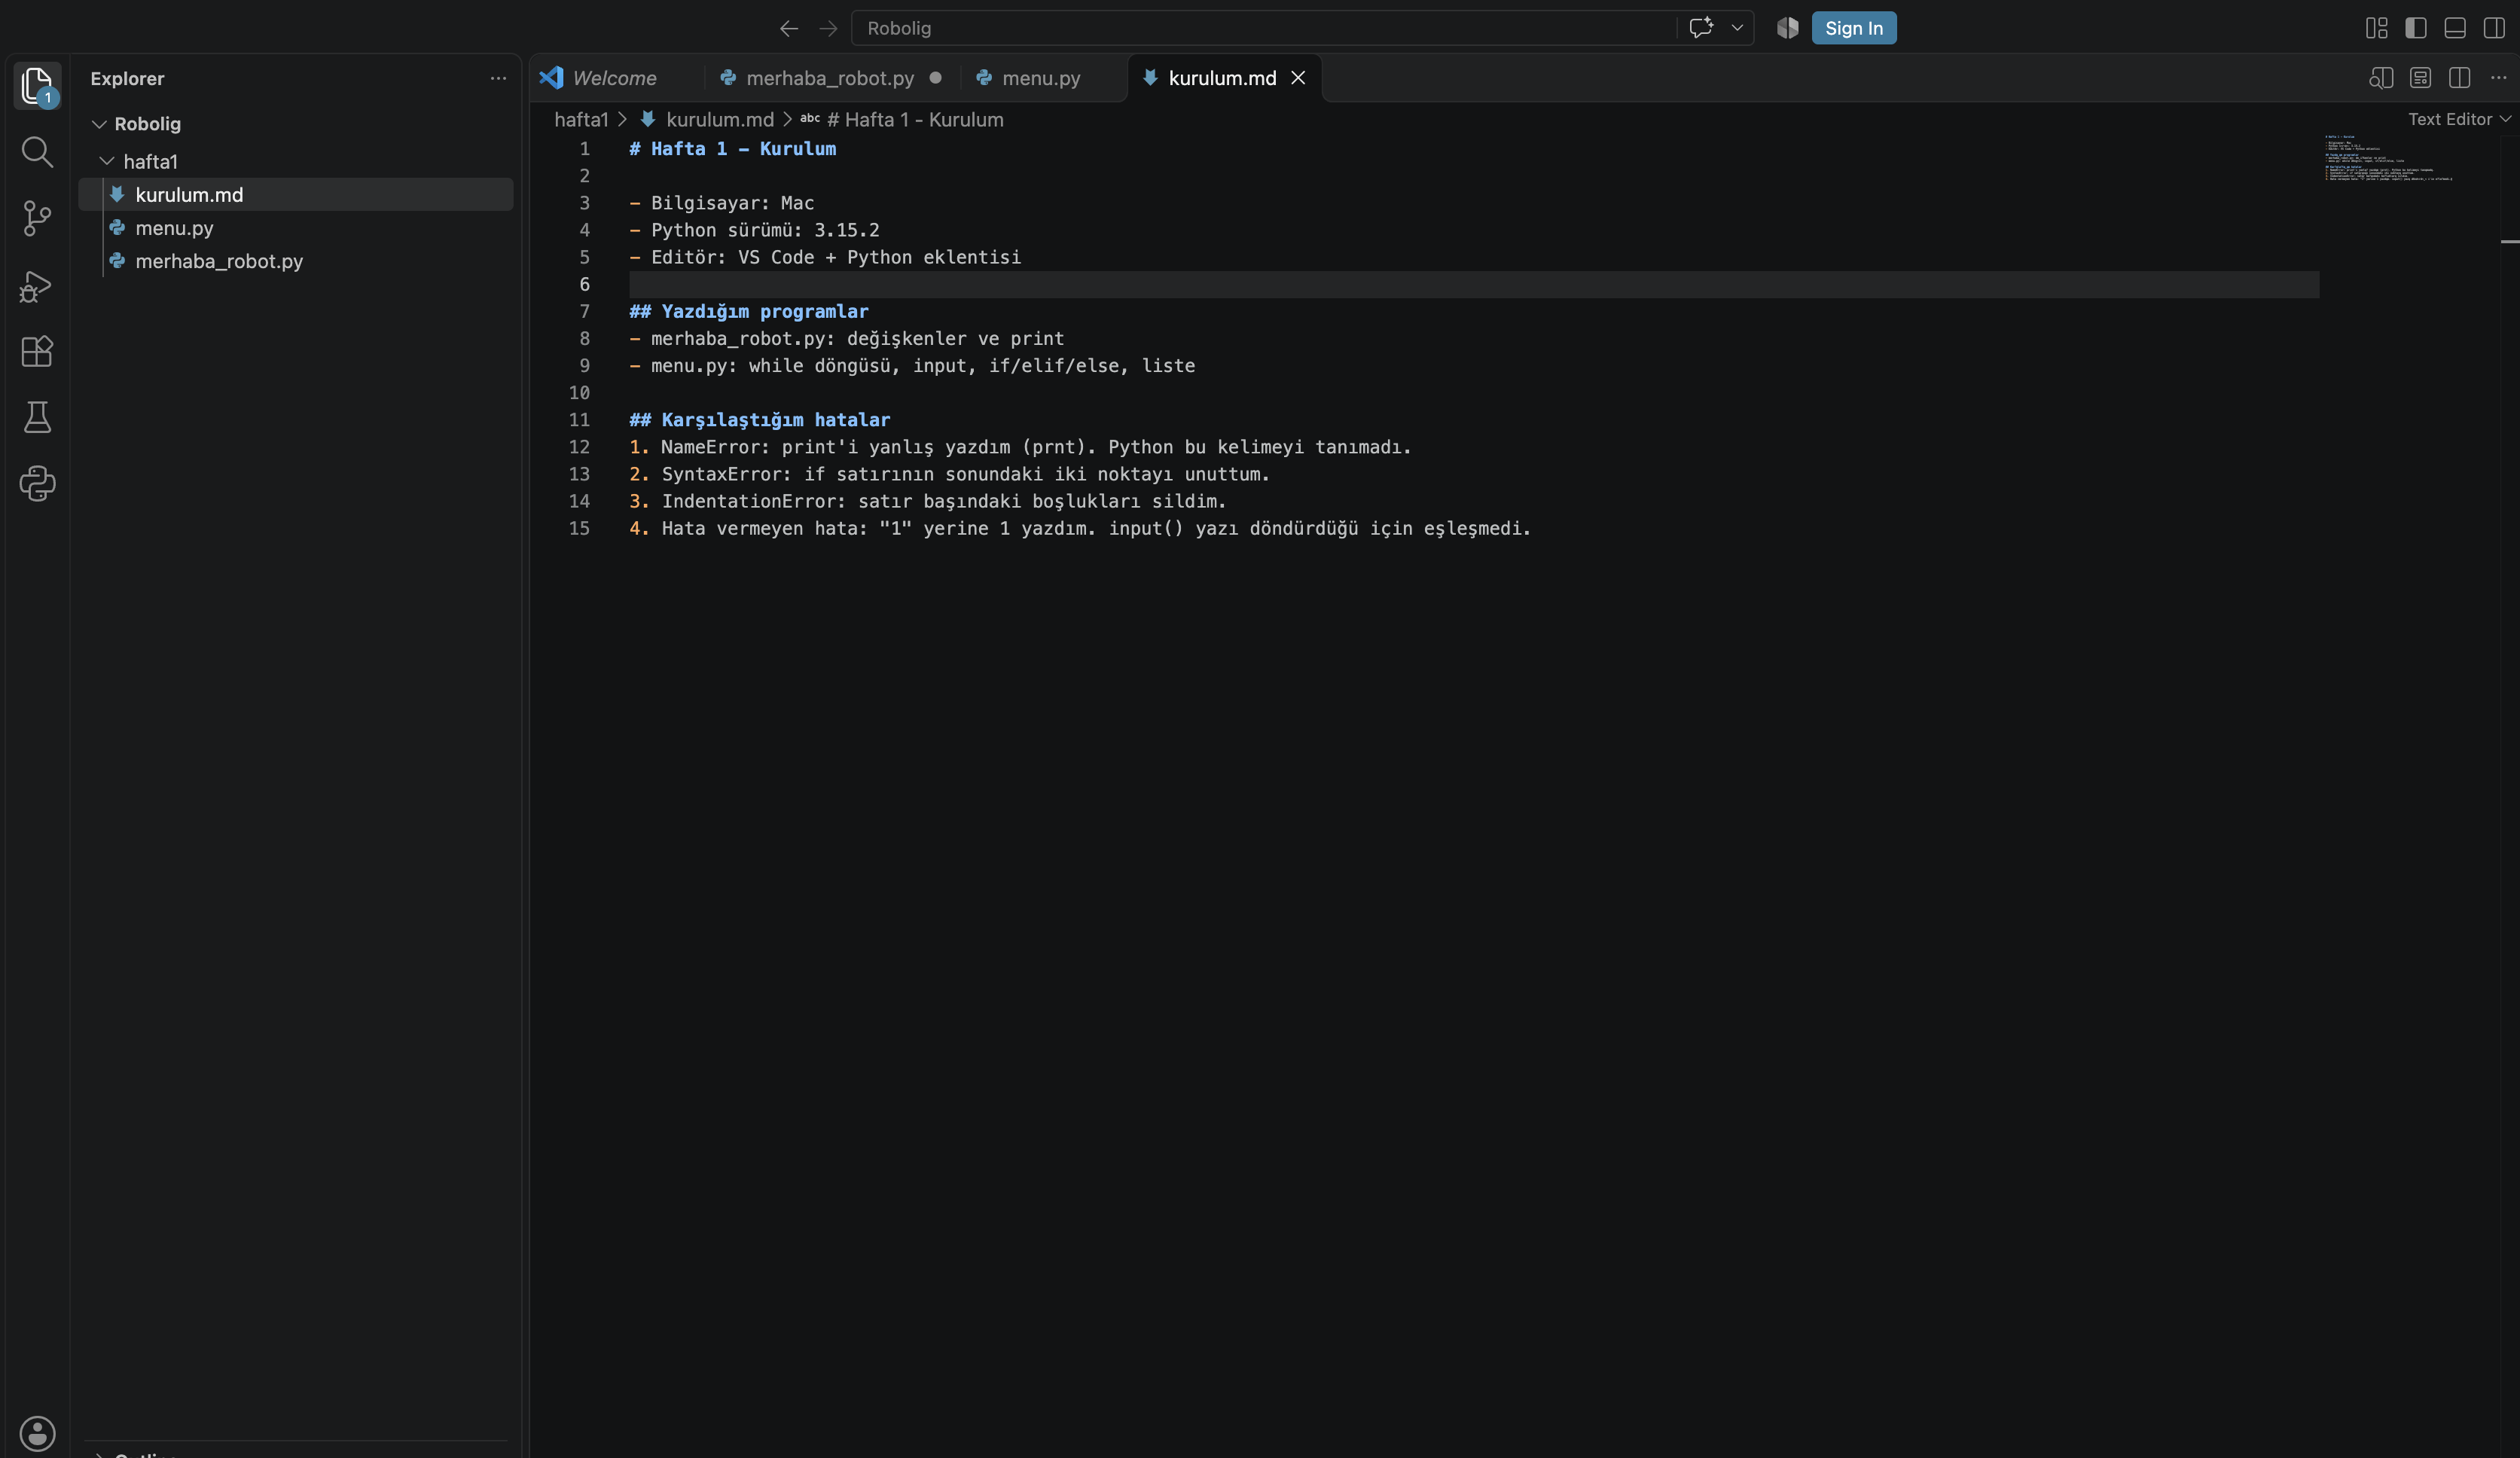 Robolig
Sign In
Explorer
Welcome
merhaba_robot.py
menu.py
kurulum.md
1
Robolig
hafta1
kurulum.md
menu.py
merhaba_robot.py
hafta1 > kurulum.md > abc # Hafta 1 - Kurulum
Text Editor
1 # Hafta 1 - Kurulum
2
3 - Bilgisayar: Mac
4 - Python sürümü: 3.15.2
5 - Editör: VS Code + Python eklentisi
6
7 ## Yazdığım programlar
8 - merhaba_robot.py: değişkenler ve print
9 - menu.py: while döngüsü, input, if/elif/else, liste
10
11 ## Karşılaştığım hatalar
12 1. NameError: print'i yanlış yazdım (prnt). Python bu kelimeyi tanımadı.
13 2. SyntaxError: if satırının sonundaki iki noktayı unuttum.
14 3. IndentationError: satır başındaki boşlukları sildim.
15 4. Hata vermeyen hata: "1" yerine 1 yazdım. input() yazı döndürdüğü için eşleşmedi.